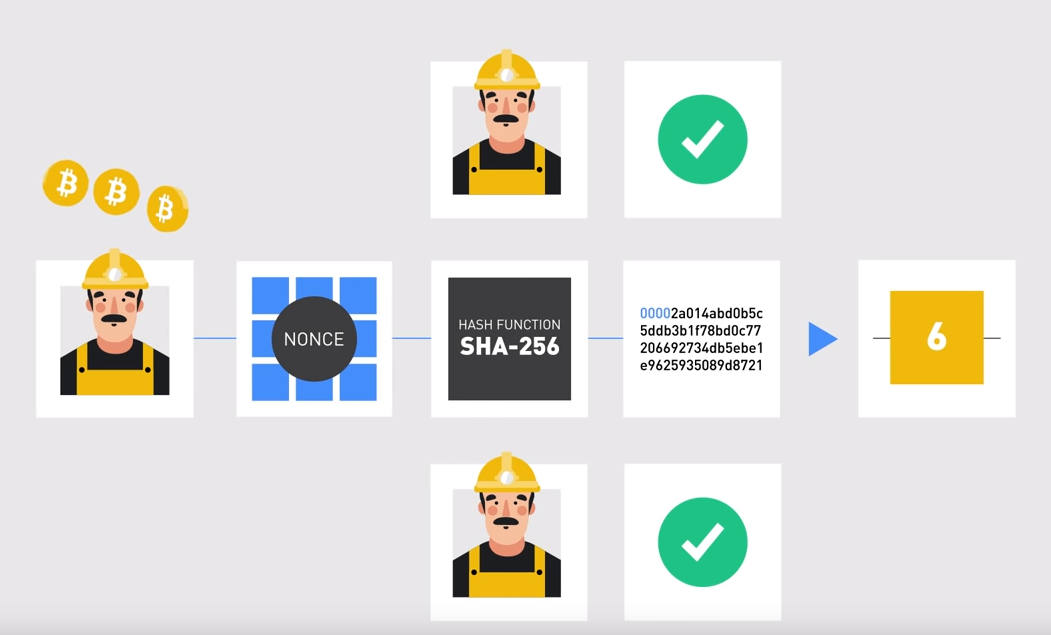 NONCE
HASH FUNCTION
SHA-256
00002a014abd0b5c
5ddb3b1f78bd0c77
206692734db5ebe1
e9625935089d8721
6